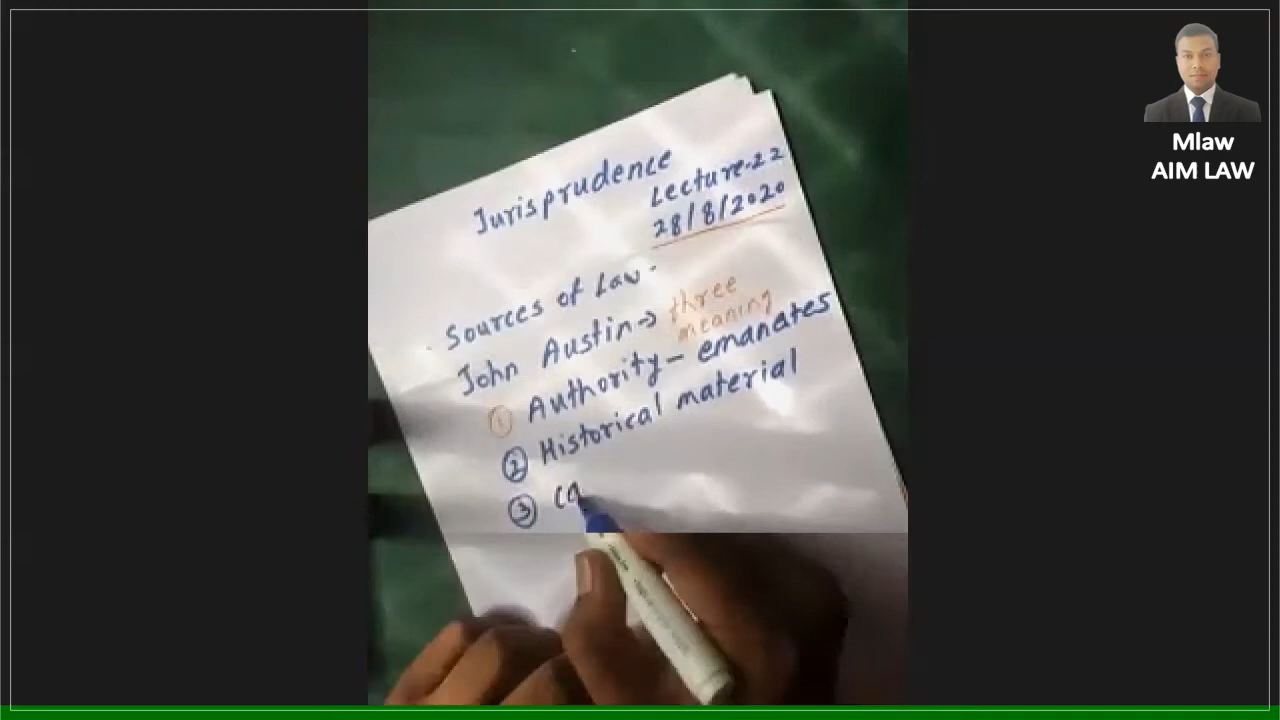 Jurisprudence
Lecture-22
28/8/2020
Sources of Law.
John Austin→ three
meaning
① Authority- emanates
② Historical material
③ Ca
Mlaw
AIM LAW